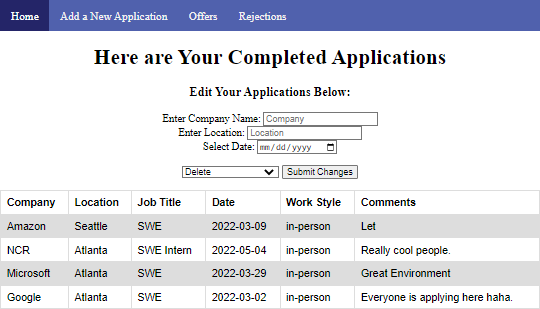 Home Add a New Application Offers Rejections
Here are Your Completed Applications
Edit Your Applications Below:
Enter Company Name: Company
Enter Location: Location
Select Date: mm/dd/yyyy
Delete Submit Changes
Company Location Job Title Date Work Style Comments
Amazon Seattle SWE 2022-03-09 in-person Let
NCR Atlanta SWE Intern 2022-05-04 in-person Really cool people.
Microsoft Atlanta SWE 2022-03-29 in-person Great Environment
Google Atlanta SWE 2022-03-02 in-person Everyone is applying here haha.